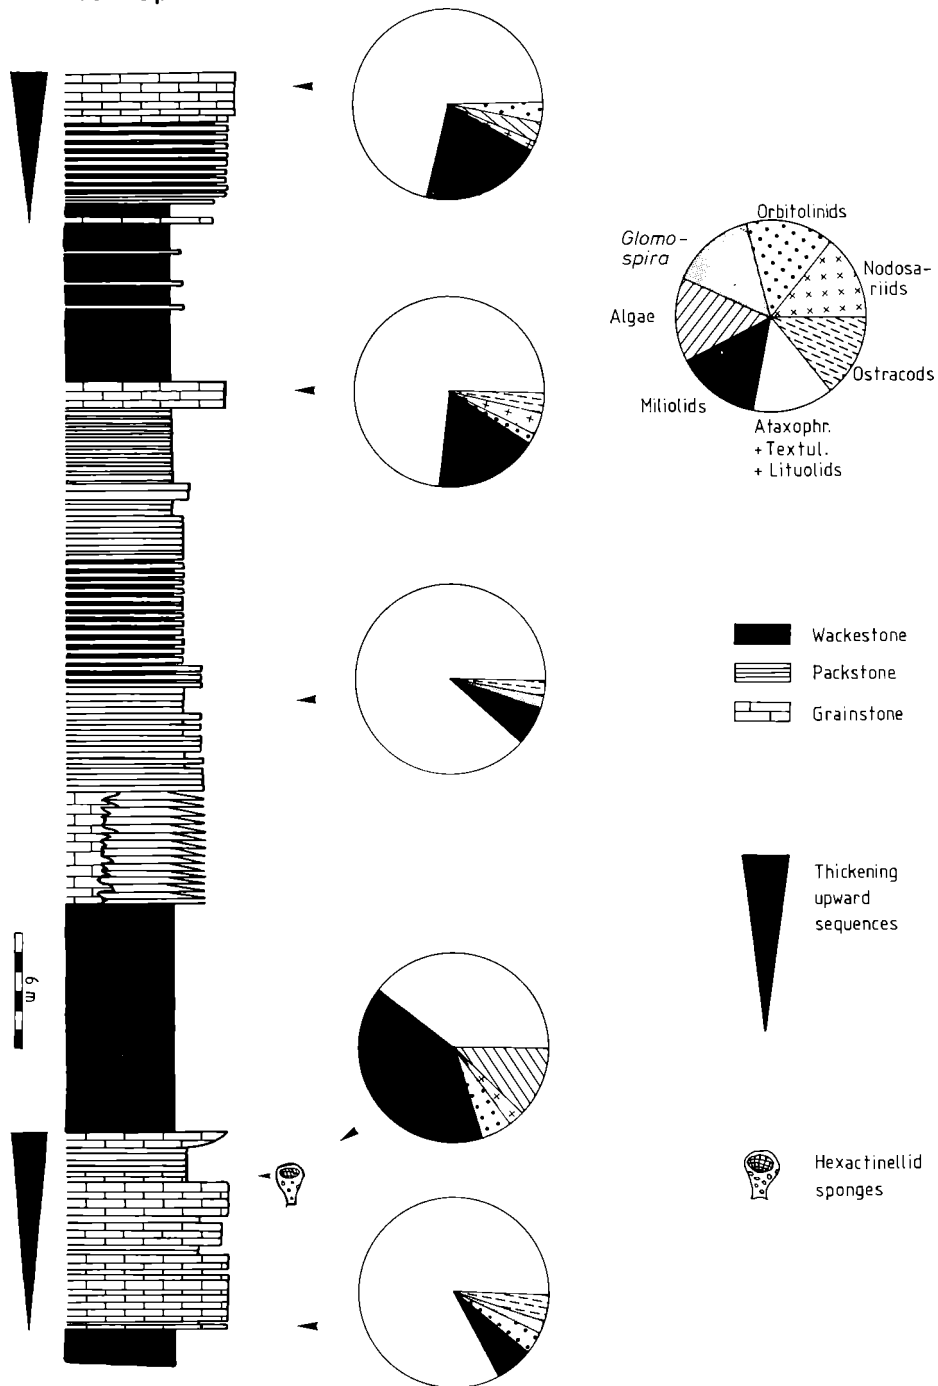 Orbitolinids
Glomo-
spira
Nodosa-
riids
Algae
Ostracods
Miliolids
Ataxophr.
+ Textul.
+ Lituolids
Wackestone
Packstone
Grainstone
Thickening
upward
sequences
6 m
Hexactinellid
sponges